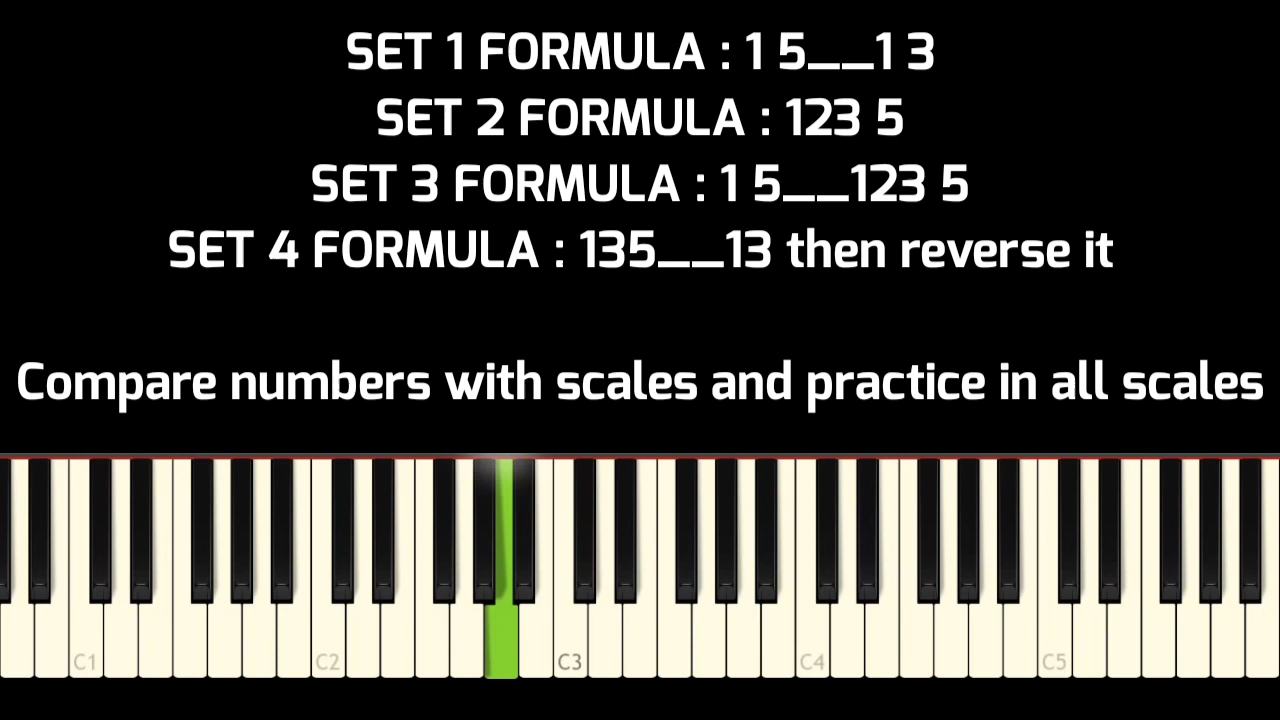 SET 1 FORMULA : 1 5__1 3
SET 2 FORMULA : 123 5
SET 3 FORMULA : 1 5__123 5
SET 4 FORMULA : 135__13 then reverse it
Compare numbers with scales and practice in all scales
C1 C2 C3 C4 C5